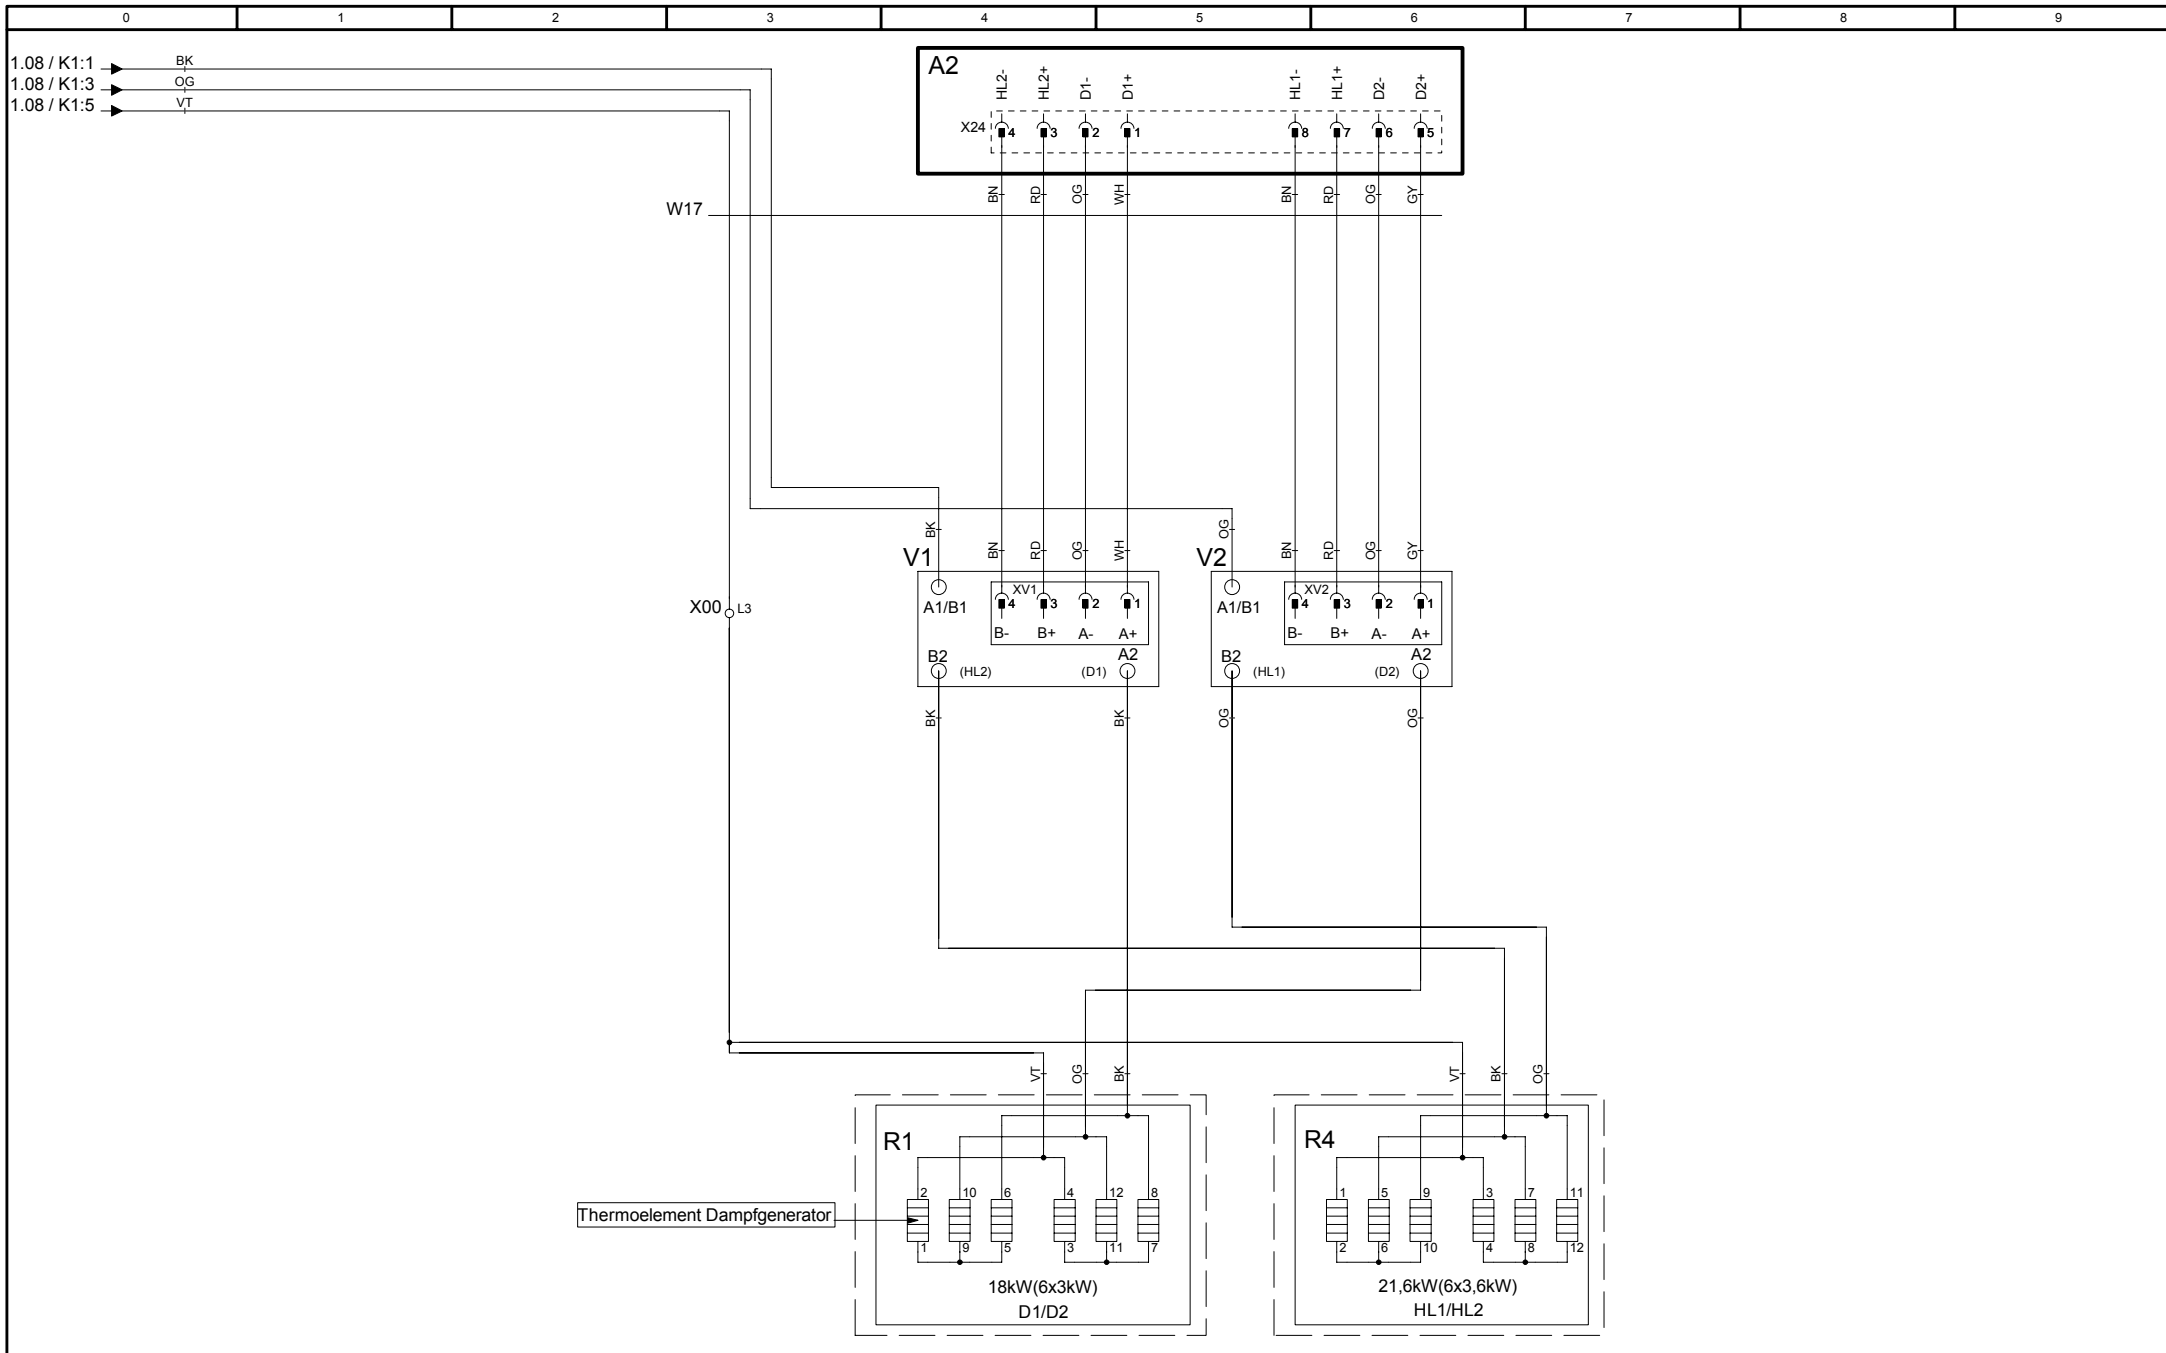 0 1 2 3 4 5 6 7 8 9
1.08 / K1:1 BK
1.08 / K1:3 OG
1.08 / K1:5 VT
A2
HL2- HL2+ D1- D1+ HL1- HL1+ D2- D2+
X24 4 3 2 1 8 7 6 5
BN RD OG WH BN RD OG GY
W17
BK BN RD OG WH OG BN RD OG GY
V1 V2
XV1 XV2
4 3 2 1 4 3 2 1
X00 L3 A1/B1 A1/B1
B- B+ A- A+ B- B+ A- A+
B2 (HL2) (D1) A2 B2 (HL1) (D2) A2
BK BK OG OG
VT OG BK VT BK OG
R1 R4
2 10 6 4 12 8 1 5 9 3 7 11
Thermoelement Dampfgenerator
1 9 5 3 11 7 2 6 10 4 8 12
18kW(6x3kW) 21,6kW(6x3,6kW)
D1/D2 HL1/HL2